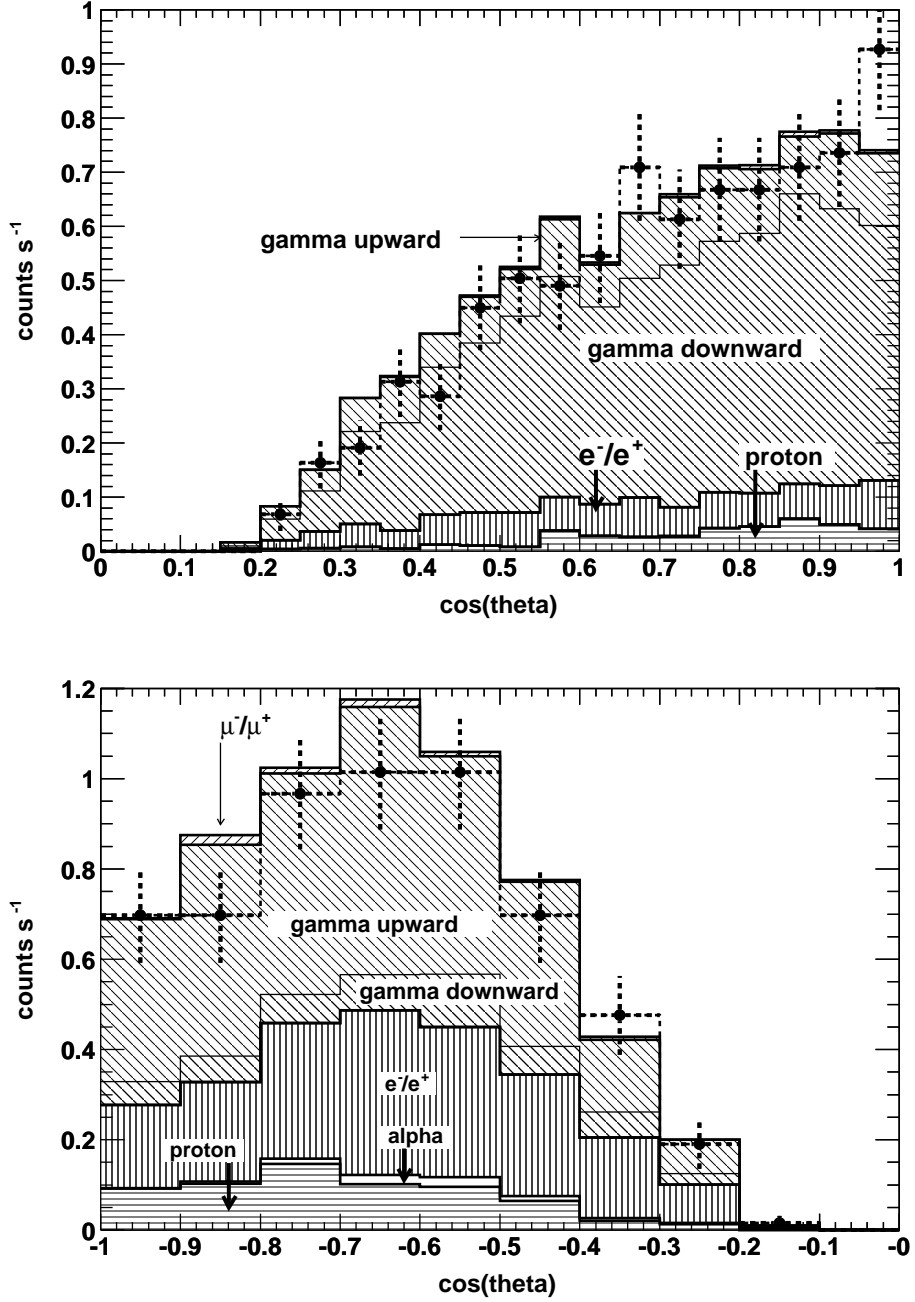 1
0.9
0.8
0.7
0.6
0.5
0.4
0.3
0.2
0.1
0
counts s⁻¹
gamma upward
gamma downward
e⁻/e⁺
proton
0 0.1 0.2 0.3 0.4 0.5 0.6 0.7 0.8 0.9 1
cos(theta)
1.2
1
0.8
0.6
0.4
0.2
0
counts s⁻¹
μ⁻/μ⁺
gamma upward
gamma downward
e⁻/e⁺
alpha
proton
-1 -0.9 -0.8 -0.7 -0.6 -0.5 -0.4 -0.3 -0.2 -0.1 -0
cos(theta)